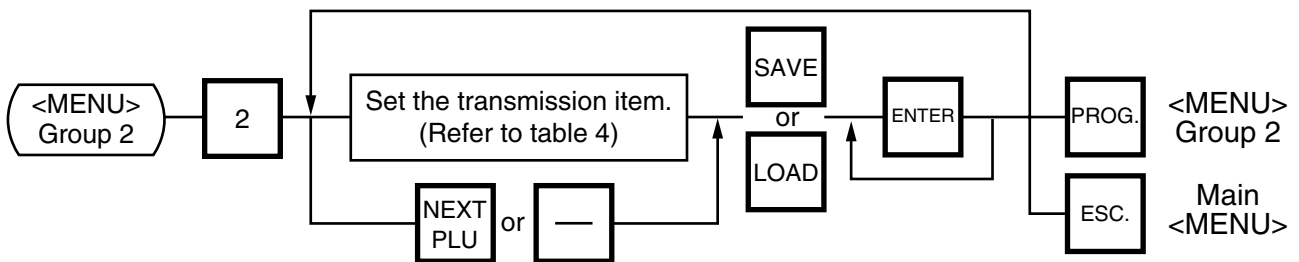 <MENU>
Group 2
2
Set the transmission item.
(Refer to table 4)
NEXT
PLU
or
—
SAVE
or
LOAD
ENTER
PROG.
<MENU>
Group 2
ESC.
Main
<MENU>